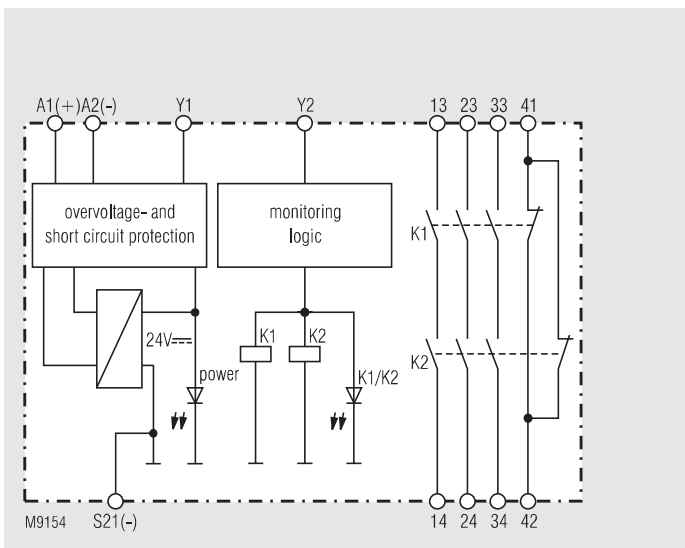 A1(+) A2(-) Y1 Y2 13 23 33 41
overvoltage- and
short circuit protection
monitoring
logic
K1
24V
K1 K2
K2
power
K1/K2
M9154 S21(-) 14 24 34 42